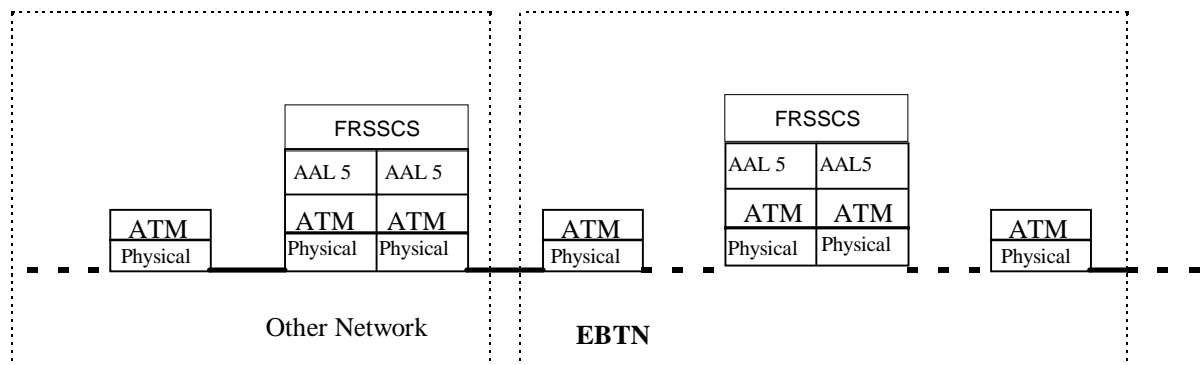 FRSSCS
AAL 5 AAL 5
ATM ATM
Physical Physical
ATM
Physical
Other Network
FRSSCS
AAL 5 AAL5
ATM ATM
Physical Physical
ATM
Physical
ATM
Physical
EBTN